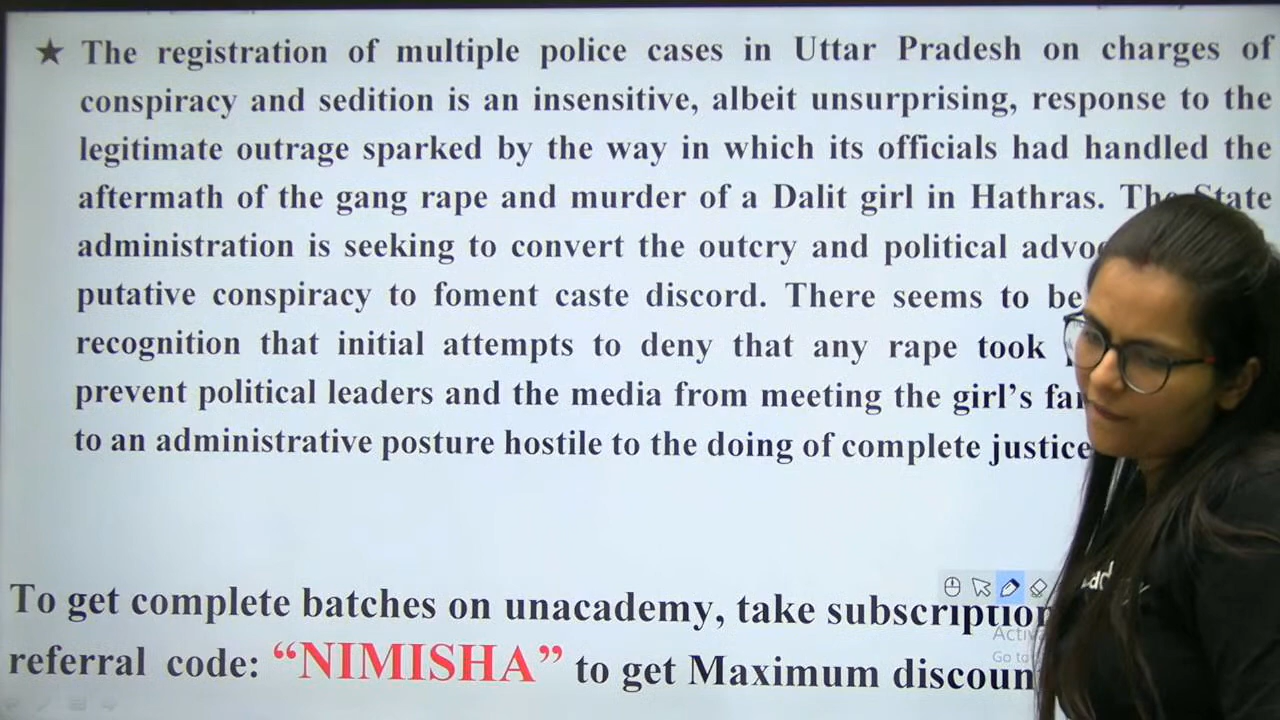 ★ The registration of multiple police cases in Uttar Pradesh on charges of
conspiracy and sedition is an insensitive, albeit unsurprising, response to the
legitimate outrage sparked by the way in which its officials had handled the
aftermath of the gang rape and murder of a Dalit girl in Hathras. The State
administration is seeking to convert the outcry and political
putative conspiracy to foment caste discord. There seems to be
recognition that initial attempts to deny that any rape took
prevent political leaders and the media from meeting the girl's
to an administrative posture hostile to the doing of complete justice
To get complete batches on unacademy, take subscription
referral code: “NIMISHA” to get Maximum
Go to